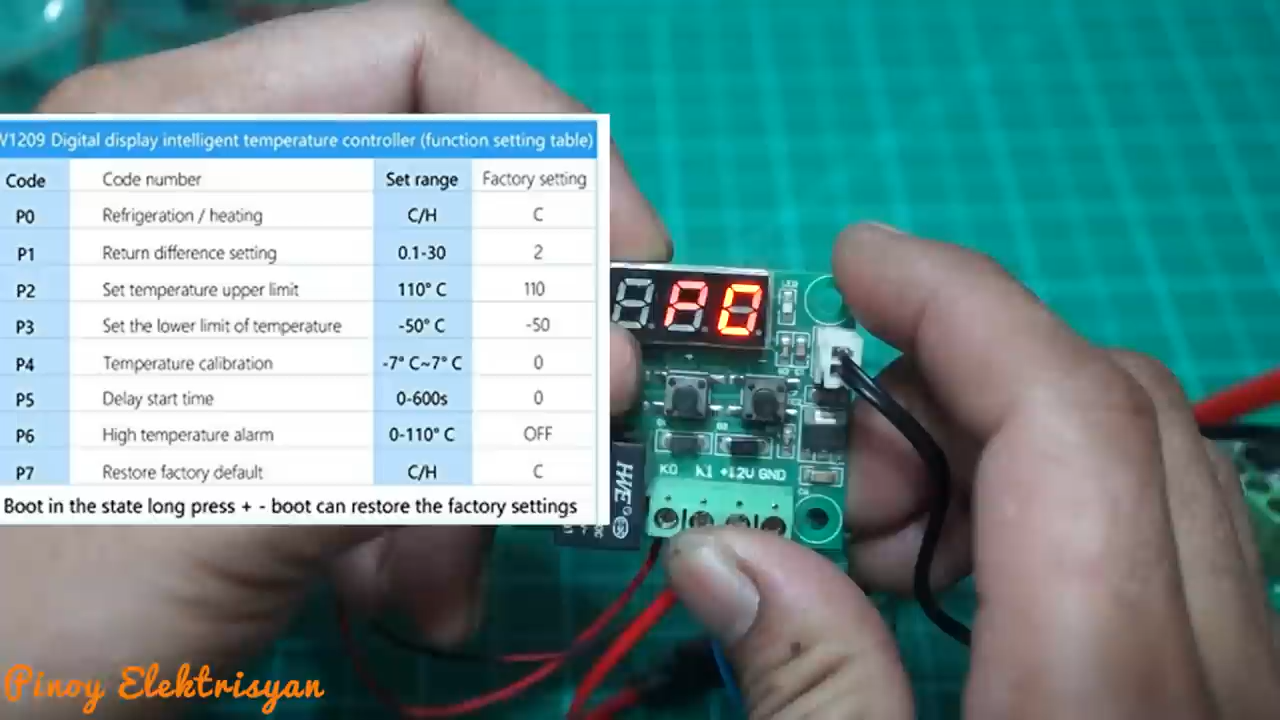 W1209 Digital display intelligent temperature controller (function setting table)
Code Code number Set range Factory setting
P0 Refrigeration / heating C/H C
P1 Return difference setting 0.1-30 2
P2 Set temperature upper limit 110° C 110
P3 Set the lower limit of temperature -50° C -50
P4 Temperature calibration -7° C~7° C 0
P5 Delay start time 0-600s 0
P6 High temperature alarm 0-110° C OFF
P7 Restore factory default C/H C
Boot in the state long press + - boot can restore the factory settings
P0
K0 K1 +12V GND
HWE
Pinoy Elektrisyan